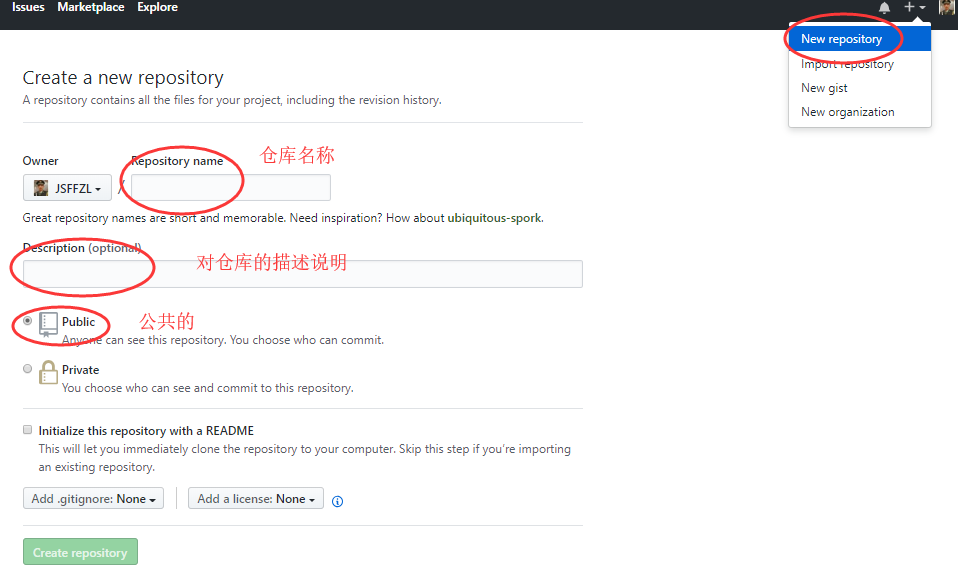 Issues Marketplace Explore
New repository
Import repository
New gist
New organization
Create a new repository
A repository contains all the files for your project, including the revision history.
Owner
Repository name
仓库名称
JSFFZL
/
Great repository names are short and memorable. Need inspiration? How about ubiquitous-spork.
Description (optional)
对仓库的描述说明
Public
公共的
Anyone can see this repository. You choose who can commit.
Private
You choose who can see and commit to this repository.
Initialize this repository with a README
This will let you immediately clone the repository to your computer. Skip this step if you're importing
an existing repository.
Add .gitignore: None
Add a license: None
Create repository